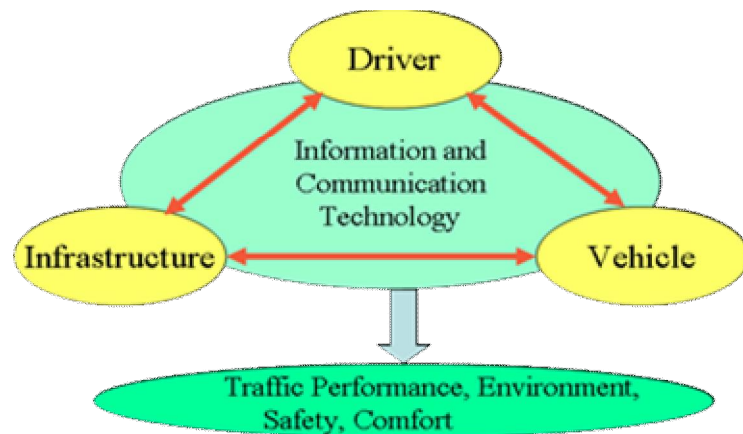 Driver
Information and
Communication
Technology
Infrastructure
Vehicle
Traffic Performance, Environment,
Safety, Comfort